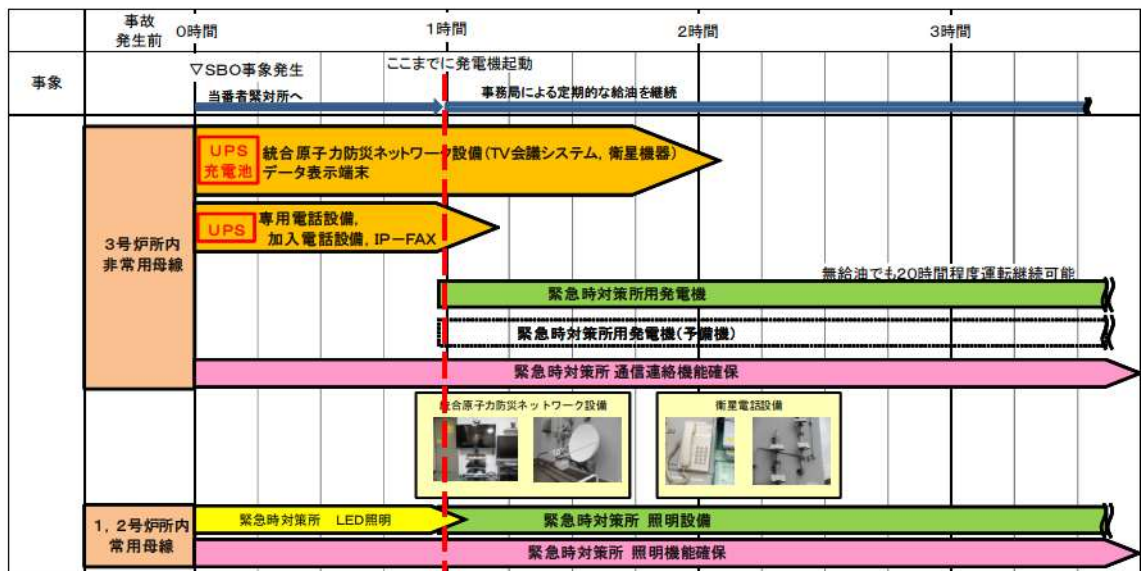 事故
発生前
0時間
1時間
2時間
3時間
事象
▽SBO事象発生
ここまでに発電機起動
当番者緊対所へ
事務局による定期的な給油を継続
3号炉所内
非常用母線
UPS
充電池
統合原子力防災ネットワーク設備(TV会議システム,衛星機器)
データ表示端末
UPS
専用電話設備,
加入電話設備,IP-FAX
無給油でも20時間程度運転継続可能
緊急時対策所用発電機
緊急時対策所用発電機(予備機)
緊急時対策所 通信連絡機能確保
統合原子力防災ネットワーク設備
衛星電話設備
1,2号炉所内
常用母線
緊急時対策所 LED照明
緊急時対策所 照明設備
緊急時対策所 照明機能確保